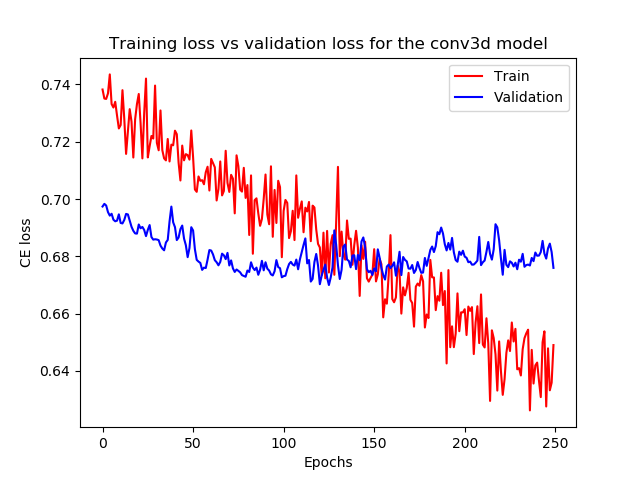 Training loss vs validation loss for the conv3d model
Train
Validation
CE loss
0.74
0.72
0.70
0.68
0.66
0.64
0
50
100
150
200
250
Epochs